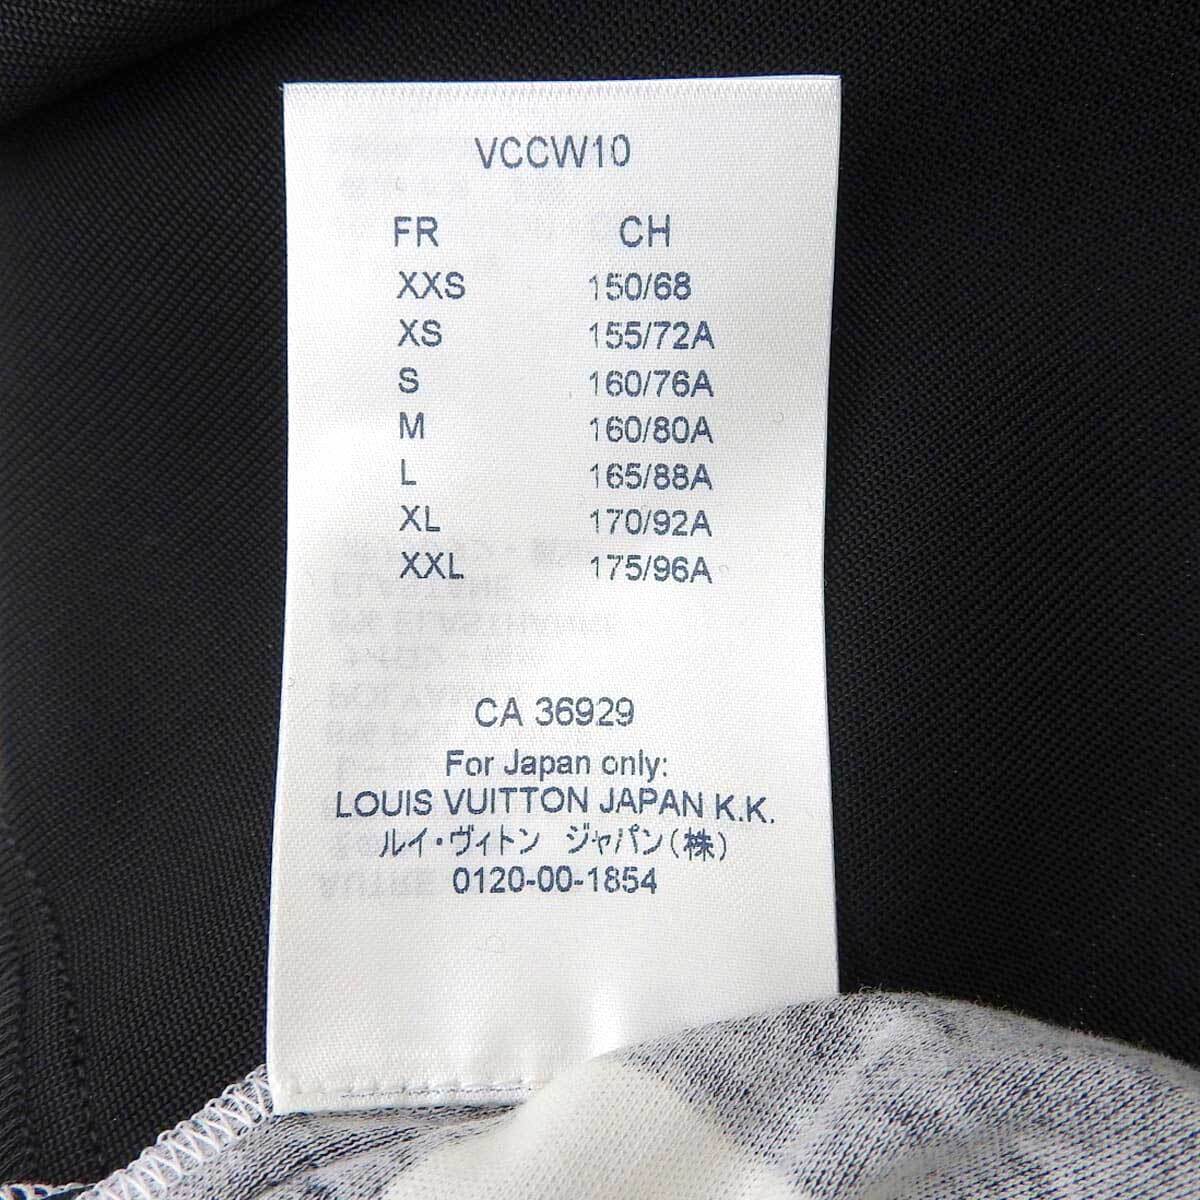 VCCW10
FR CH
XXS 150/68
XS 155/72A
S 160/76A
M 160/80A
L 165/88A
XL 170/92A
XXL 175/96A
CA 36929
For Japan only:
LOUIS VUITTON JAPAN K.K.
ルイ・ヴィトン ジャパン(株)
0120-00-1854